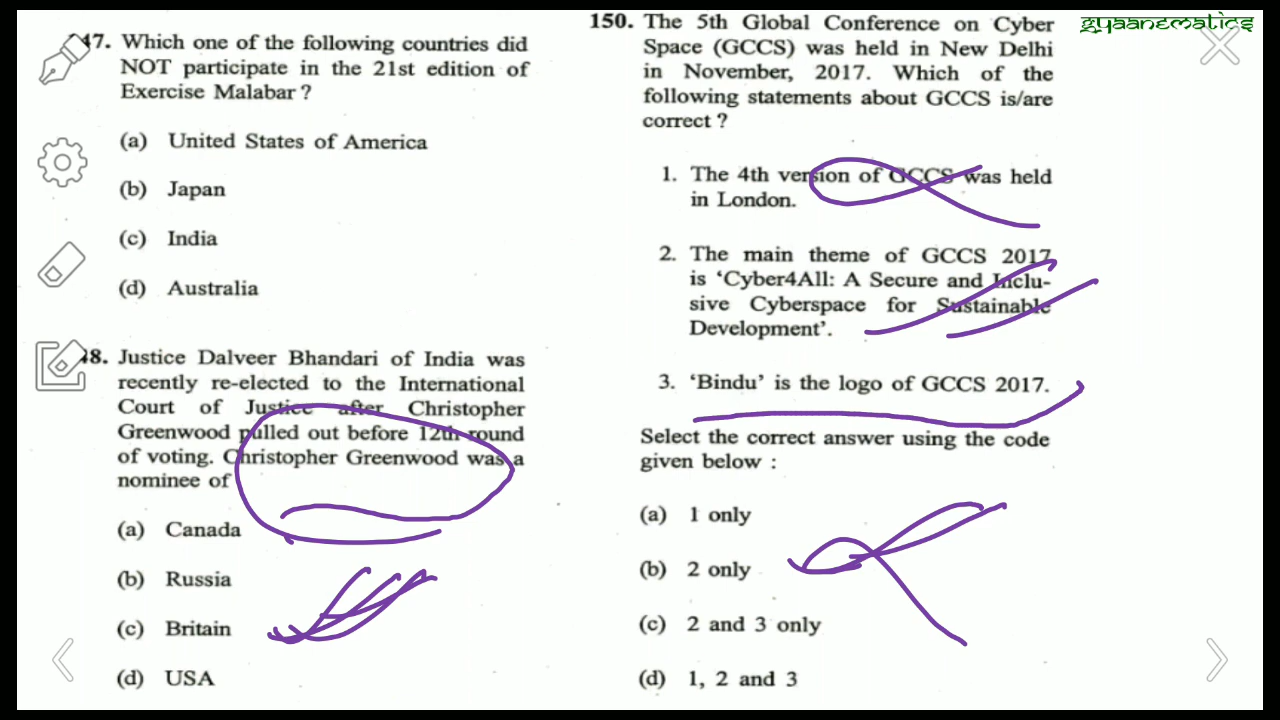 47. Which one of the following countries did
NOT participate in the 21st edition of
Exercise Malabar ?
(a) United States of America
(b) Japan
(c) India
(d) Australia
48. Justice Dalveer Bhandari of India was
recently re-elected to the International
Court of Justice after Christopher
Greenwood pulled out before 12th round
of voting. Christopher Greenwood was a
nominee of
(a) Canada
(b) Russia
(c) Britain
(d) USA
150. The 5th Global Conference on Cyber
Space (GCCS) was held in New Delhi
in November, 2017. Which of the
following statements about GCCS is/are
correct ?
1. The 4th version of GCCS was held
in London.
2. The main theme of GCCS 2017
is ‘Cyber4All: A Secure and Inclu-
sive Cyberspace for Sustainable
Development’.
3. ‘Bindu’ is the logo of GCCS 2017.
Select the correct answer using the code
given below :
(a) 1 only
(b) 2 only
(c) 2 and 3 only
(d) 1, 2 and 3
gyaanematics